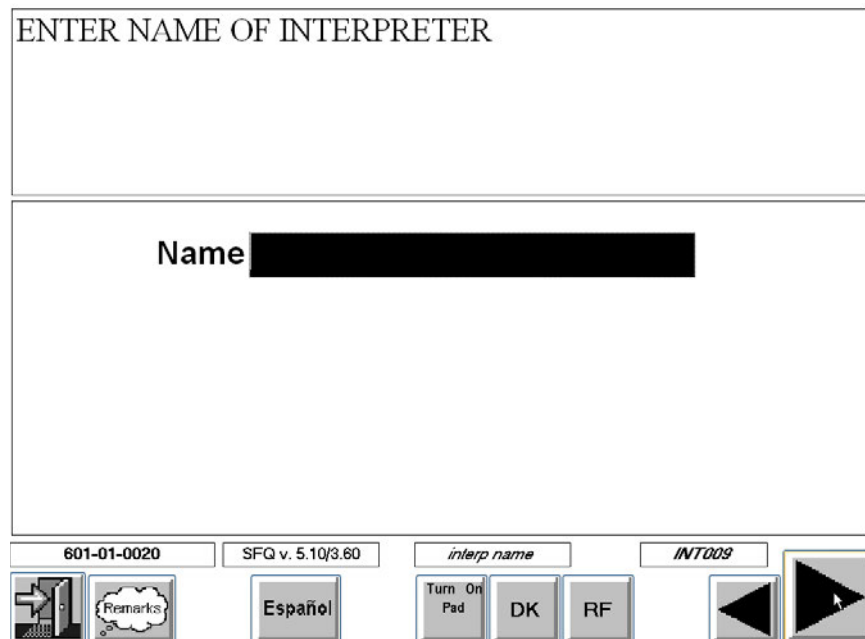 ENTER NAME OF INTERPRETER
Name
601-01-0020 SFQ v. 5.10/3.60 interp name INT009
Remarks Español Turn On DK RF
Pad